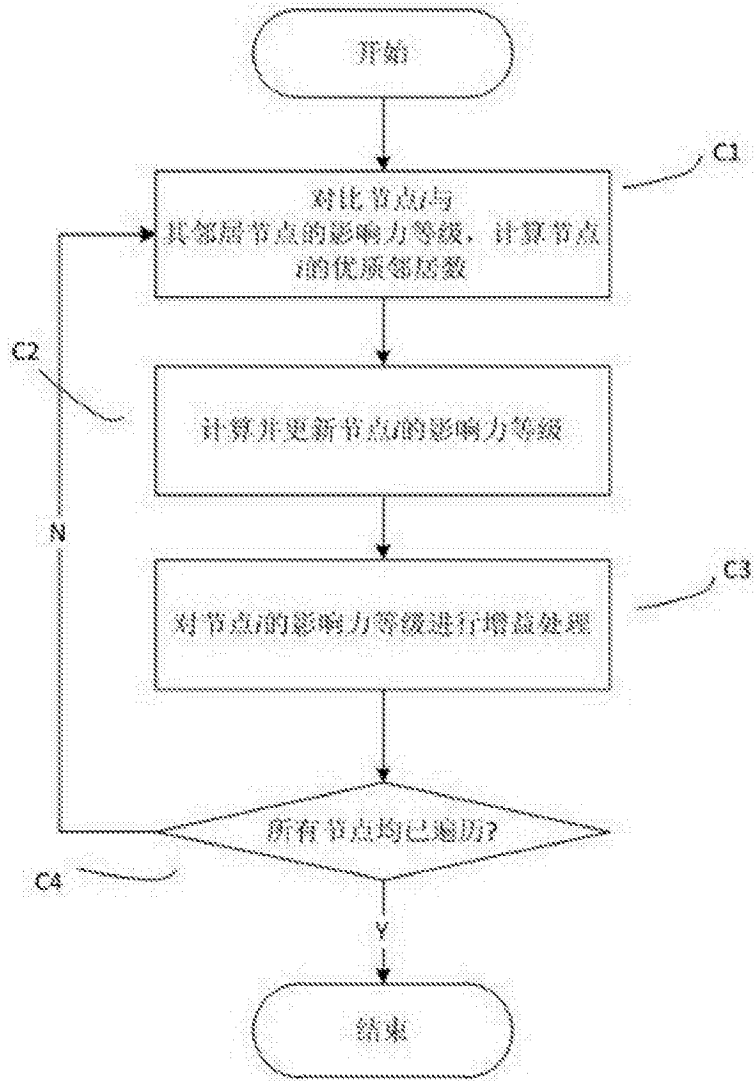 开始
C1
对比节点i与
其邻居节点的影响力等级，计算节点
i的优质邻居数
C2
计算并更新节点i的影响力等级
N
C3
对节点i的影响力等级进行增益处理
所有节点均已遍历?
C4
Y
结束